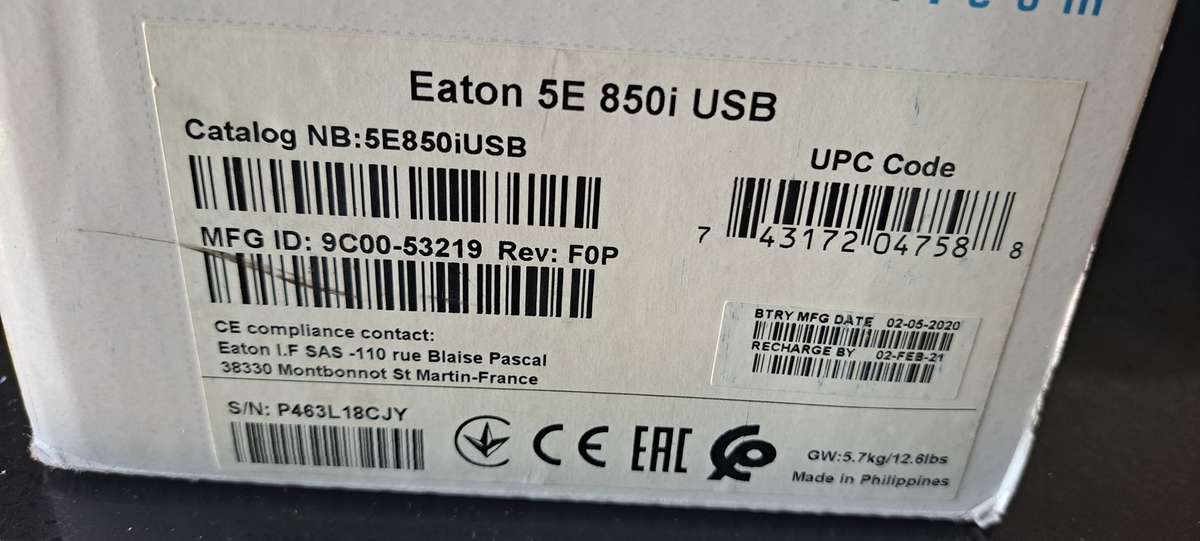 Eaton 5E 850i USB
Catalog NB:5E850iUSB
UPC Code
7 43172 04758 8
MFG ID: 9C00-53219 Rev: F0P
BTRY MFG DATE 02-05-2020
RECHARGE BY 02-FEB-21
CE compliance contact:
Eaton I.F SAS -110 rue Blaise Pascal
38330 Montbonnot St Martin-France
S/N: P463L18CJY
CE EAC
GW:5.7kg/12.6lbs
Made in Philippines